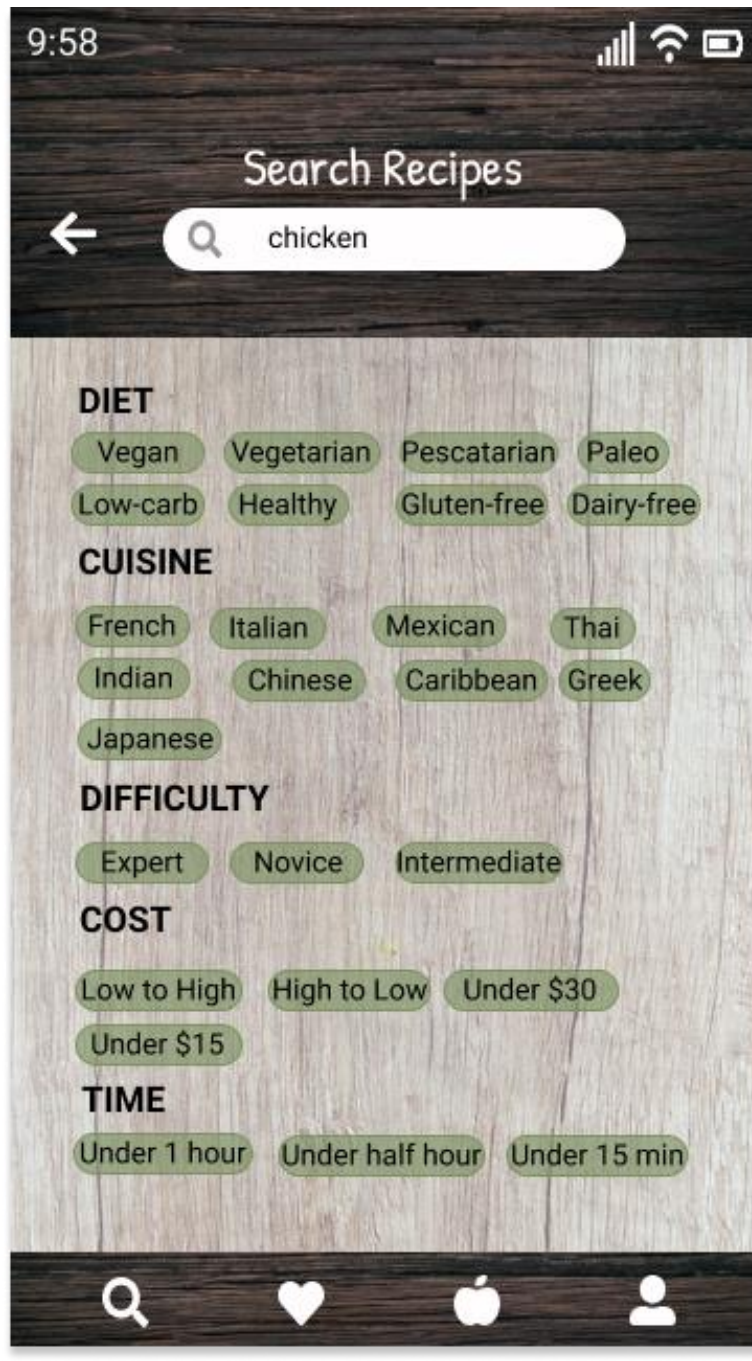 9:58
Search Recipes
chicken
DIET
Vegan Vegetarian Pescatarian Paleo
Low-carb Healthy Gluten-free Dairy-free
CUISINE
French Italian Mexican Thai
Indian Chinese Caribbean Greek
Japanese
DIFFICULTY
Expert Novice Intermediate
COST
Low to High High to Low Under $30
Under $15
TIME
Under 1 hour Under half hour Under 15 min